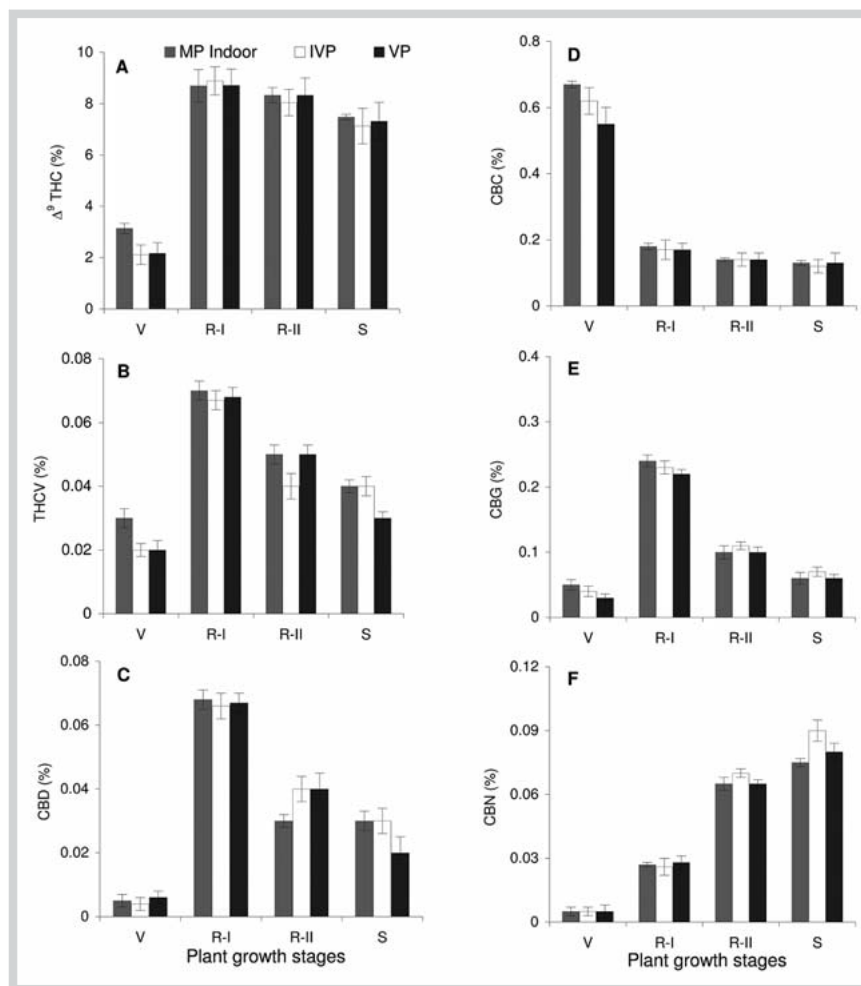 MP Indoor IVP VP
A
Δ⁹ THC (%)
10
8
6
4
2
0
V R-I R-II S
B
THCV (%)
0.08
0.06
0.04
0.02
0
V R-I R-II S
C
CBD (%)
0.08
0.06
0.04
0.02
0
V R-I R-II S
Plant growth stages
D
CBC (%)
0.8
0.6
0.4
0.2
0
V R-I R-II S
E
CBG (%)
0.4
0.3
0.2
0.1
0
V R-I R-II S
F
CBN (%)
0.12
0.09
0.06
0.03
0
V R-I R-II S
Plant growth stages